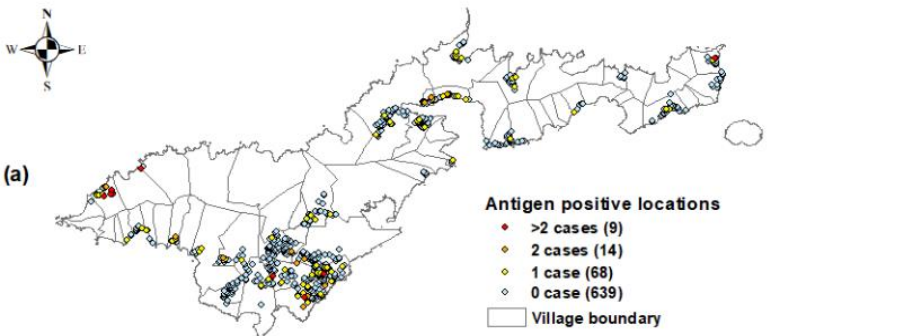 N
W E
S
(a)
Antigen positive locations
>2 cases (9)
2 cases (14)
1 case (68)
0 case (639)
Village boundary